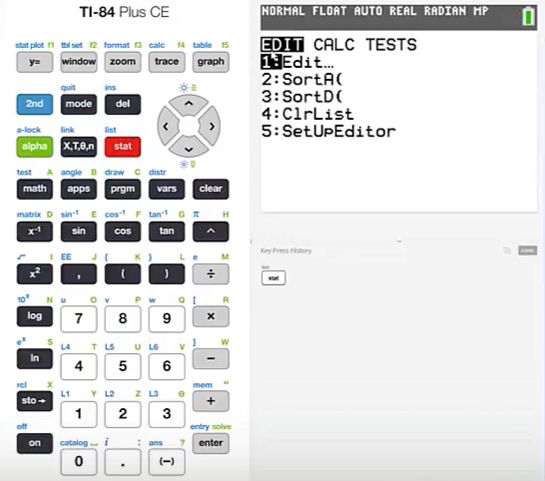 TI-84 Plus CE
NORMAL FLOAT AUTO REAL RADIAN MP
EDIT CALC TESTS
1:Edit…
2:SortA(
3:SortD(
4:ClrList
5:SetUpEditor
stat plot f1 tbl set f2 format f3 calc f4 table f5
y= window zoom trace graph
quit ins
2nd mode del
a-lock link list
alpha X,T,θ,n stat
test A angle B draw C distr
math apps prgm vars clear
matrix D sin⁻¹ E cos⁻¹ F tan⁻¹ G π H
x⁻¹ sin cos tan ^
√‾ I EE J { K } L e M
x² , ( ) ÷
10ˣ N u O v P w Q [ R
log 7 8 9 ×
eˣ S L4 T L5 U L6 V ] W
ln 4 5 6 −
rcl X L1 Y L2 Z L3 θ mem "
sto→ 1 2 3 +
off catalog ⎵ i : ans ? entry solve
on 0 . (−) enter
Key Press History
stat